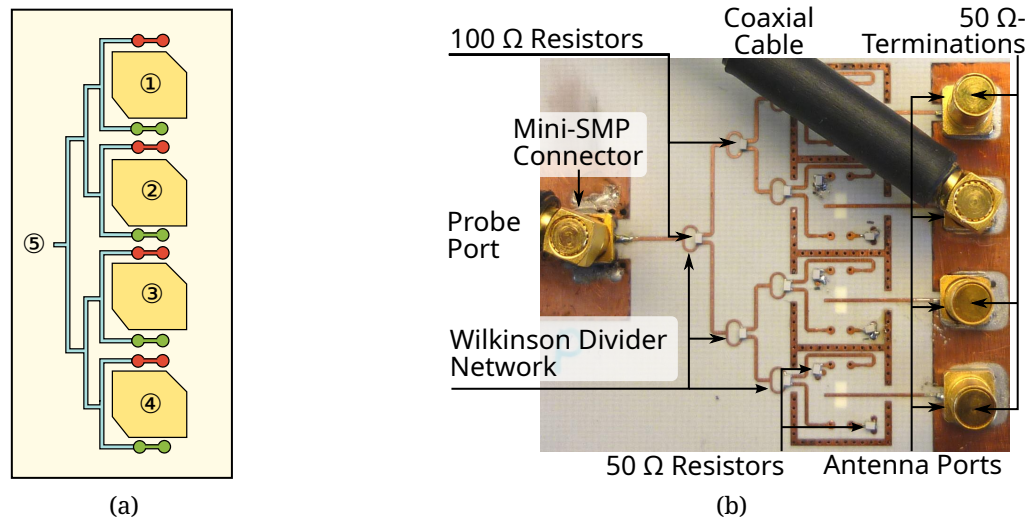 ①
②
⑤
③
④
(a)
100 Ω Resistors
Coaxial
Cable
50 Ω-
Terminations
Mini-SMP
Connector
Probe
Port
Wilkinson Divider
Network
50 Ω Resistors
Antenna Ports
(b)